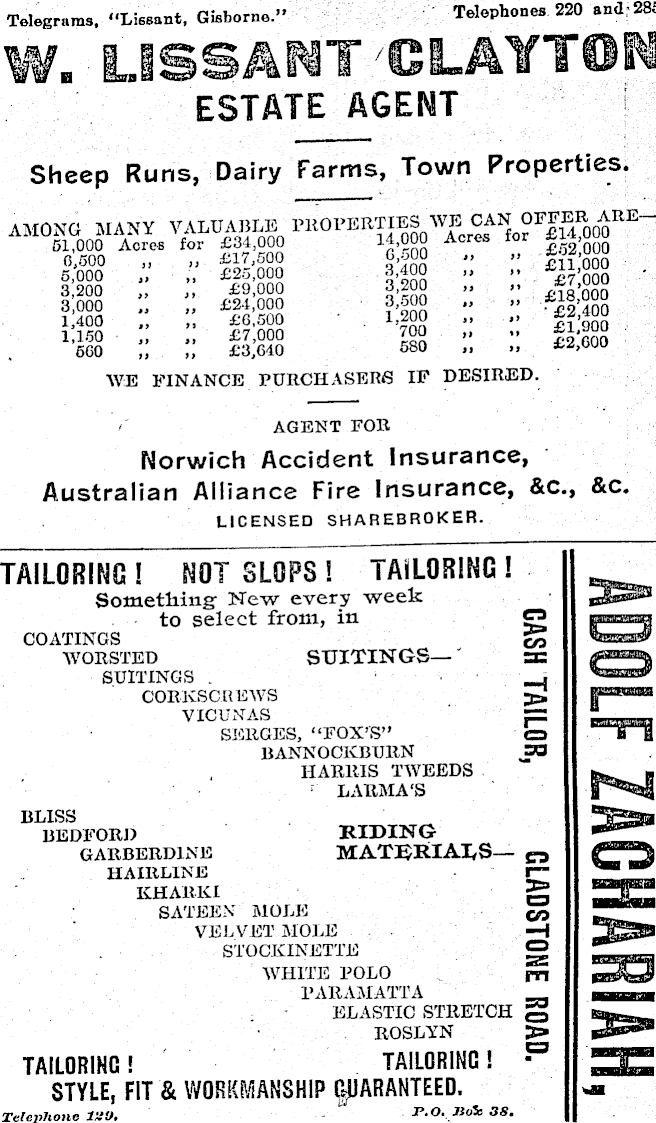 Telegrams, "Lissant, Gisborne." Telephones 220 and 285
W. LISSANT CLAYTON
ESTATE AGENT
Sheep Runs, Dairy Farms, Town Properties.
AMONG MANY VALUABLE PROPERTIES WE CAN OFFER ARE—
51,000 Acres for £34,000 14,000 Acres for £14,000
6,500 ,, ,, £17,500 6,500 ,, ,, £52,000
5,000 ,, ,, £25,000 3,400 ,, ,, £11,000
3,200 ,, ,, £9,000 3,200 ,, ,, £7,000
3,000 ,, ,, £24,000 3,500 ,, ,, £18,000
1,400 ,, ,, £6,500 1,200 ,, ,, £2,400
1,150 ,, ,, £7,000 700 ,, ,, £1,900
560 ,, ,, £3,640 580 ,, ,, £2,600
WE FINANCE PURCHASERS IF DESIRED.
AGENT FOR
Norwich Accident Insurance,
Australian Alliance Fire Insurance, &c., &c.
LICENSED SHAREBROKER.
TAILORING! NOT SLOPS! TAILORING!
Something New every week
to select from, in
COATINGS
WORSTED SUITINGS—
SUITINGS
CORKSCREWS
VICUNAS
SERGES, "FOX'S"
BANNOCKBURN
HARRIS TWEEDS
LARMA'S
BLISS
BEDFORD RIDING
GARBERDINE MATERIALS—
HAIRLINE
KHARKI
SATEEN MOLE
VELVET MOLE
STOCKINETTE
WHITE POLO
PARAMATTA
ELASTIC STRETCH
ROSLYN
TAILORING! TAILORING!
STYLE, FIT & WORKMANSHIP GUARANTEED.
Telephone 129. P.O. Box 38.
CASH TAILOR, GLADSTONE ROAD.
ADOLF ZACHARIAH,